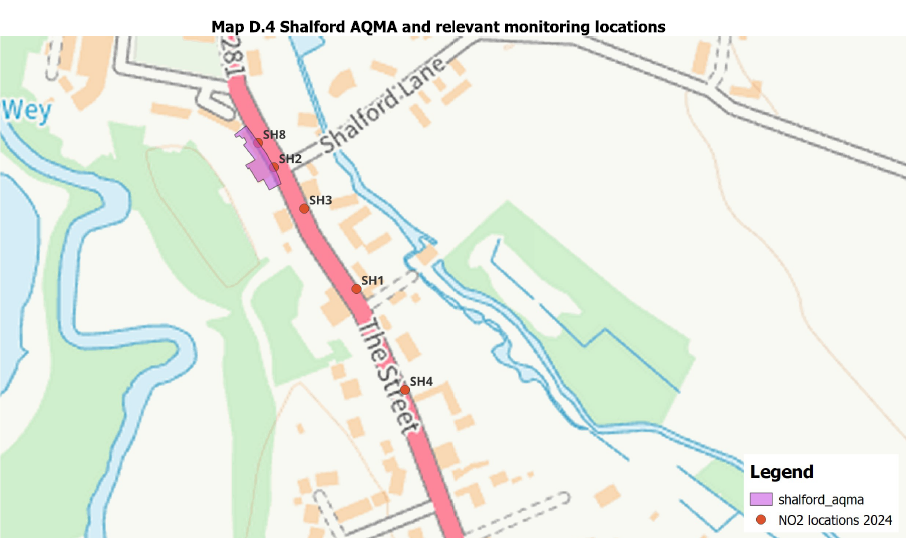 Map D.4 Shalford AQMA and relevant monitoring locations
281
Shalford Lane
Wey
SH8
SH2
SH3
SH1
The Street
SH4
Legend
shalford_aqma
NO2 locations 2024